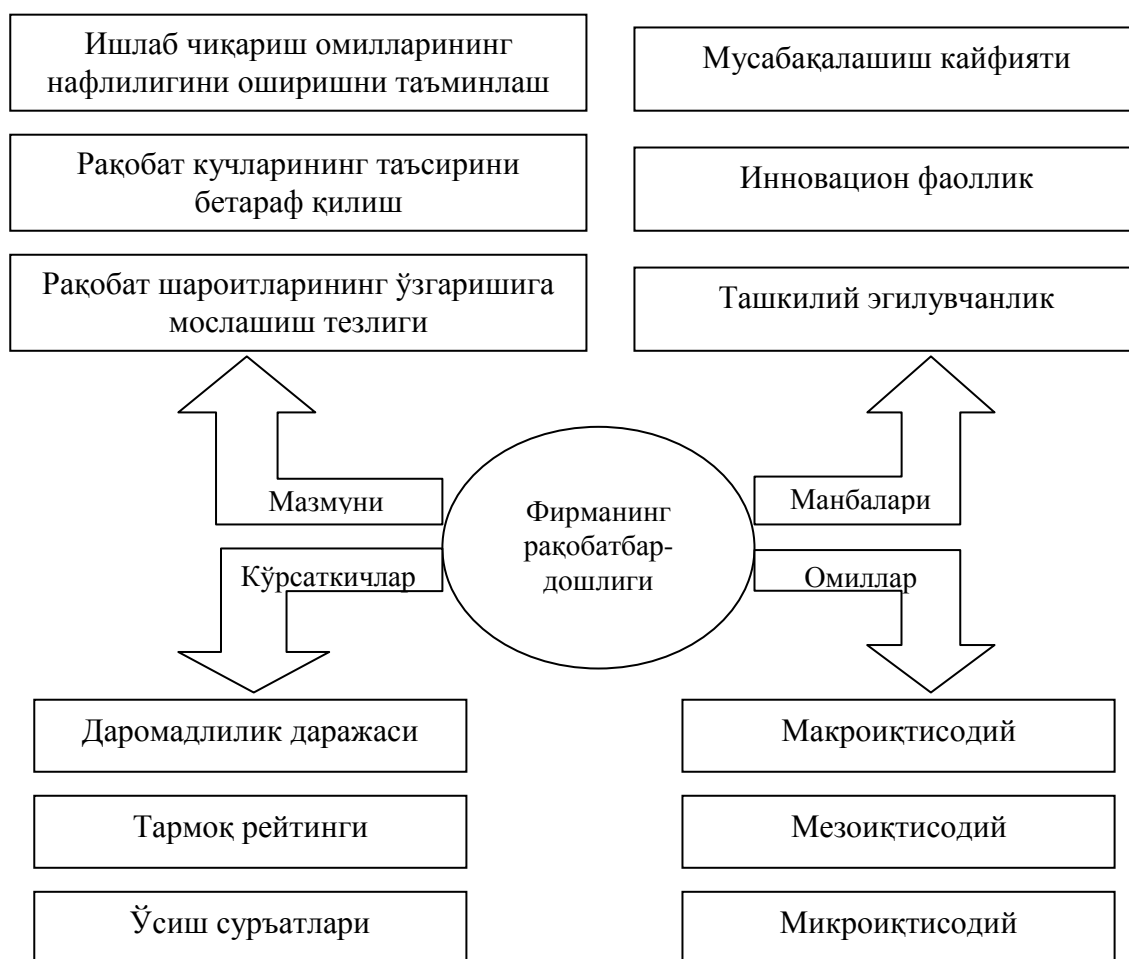 Ишлаб чиқариш омилларининг
нафлилигини оширишни таъминлаш
Мусабақалашиш кайфияти
Рақобат кучларининг таъсирини
бетараф қилиш
Инновацион фаоллик
Рақобат шароитларининг ўзгаришига
мослашиш тезлиги
Ташкилий эгилувчанлик
Мазмуни
Манбалари
Фирманинг
рақобатбар-
дошлиги
Кўрсаткичлар
Омиллар
Даромадлилик даражаси
Макроиқтисодий
Тармоқ рейтинги
Мезоиқтисодий
Ўсиш суръатлари
Микроиқтисодий